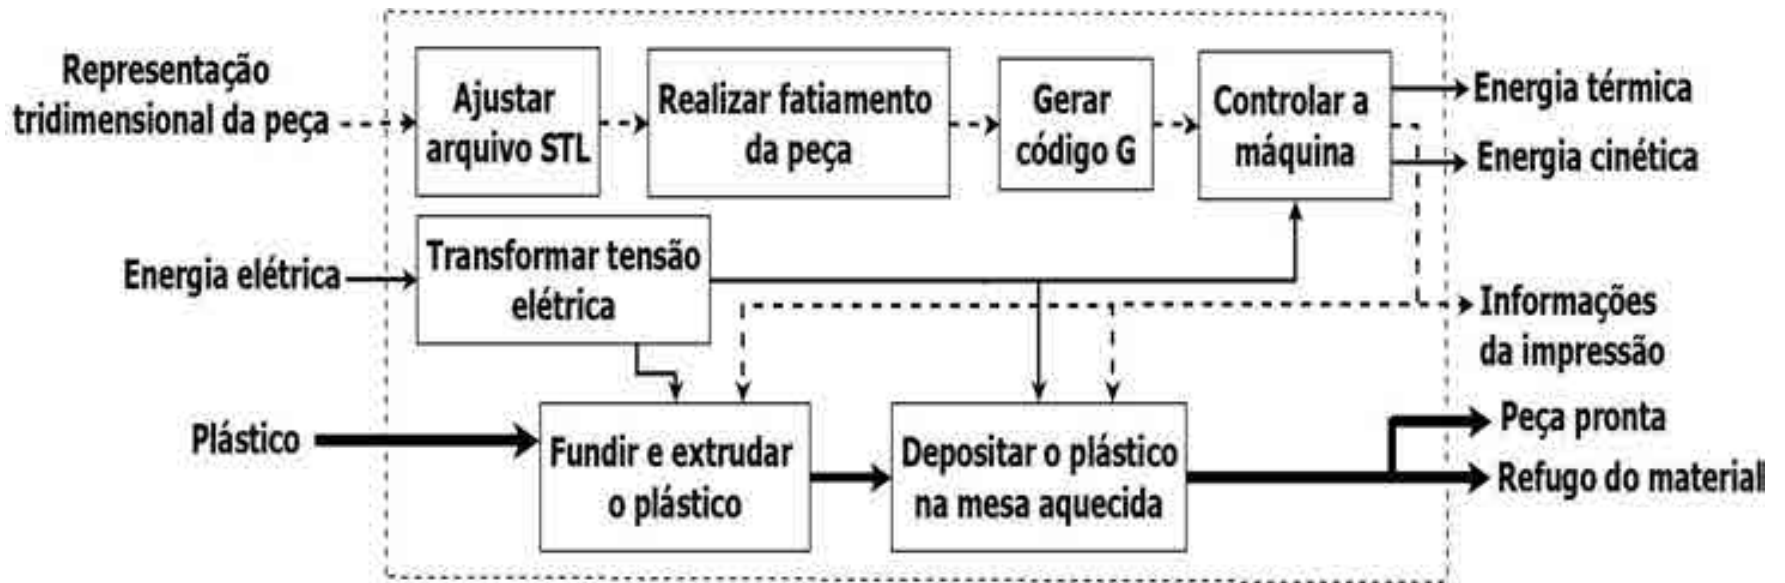 Representação
tridimensional da peça
Ajustar
arquivo STL
Realizar fatiamento
da peça
Gerar
código G
Controlar a
máquina
Energia térmica
Energia cinética
Energia elétrica
Transformar tensão
elétrica
Informações
da impressão
Plástico
Fundir e extrudar
o plástico
Depositar o plástico
na mesa aquecida
Peça pronta
Refugo do material